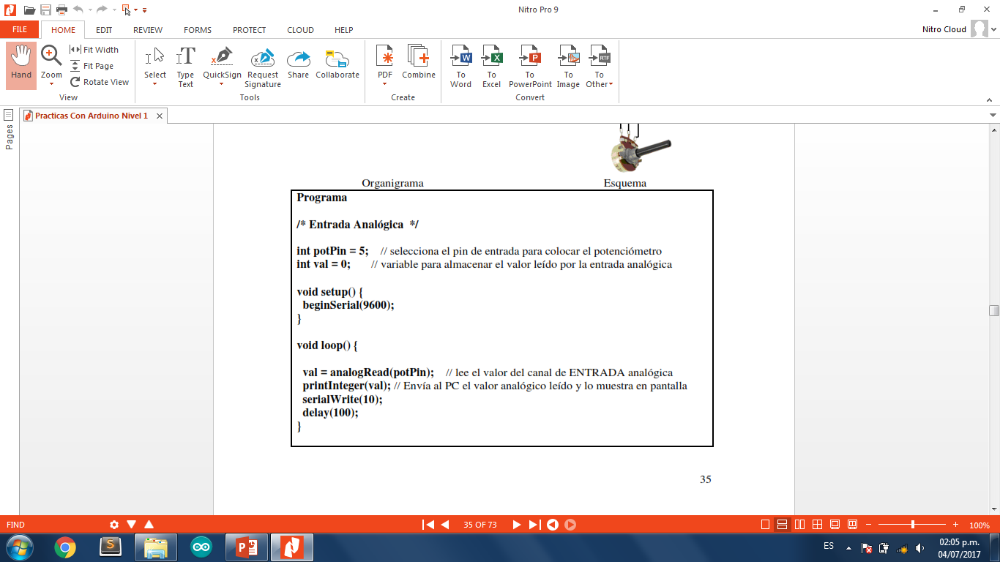 Nitro Pro 9
FILE HOME EDIT REVIEW FORMS PROTECT CLOUD HELP
Nitro Cloud
Hand
Zoom
Fit Width
Fit Page
Rotate View
View
Select
Type Text
QuickSign
Request Signature
Share
Collaborate
Tools
PDF
Combine
Create
To Word
To Excel
To PowerPoint
To Image
To Other
Convert
Practicas Con Arduino Nivel 1
Pages
Organigrama Esquema
Programa
/* Entrada Analógica */
int potPin = 5; // selecciona el pin de entrada para colocar el potenciómetro
int val = 0; // variable para almacenar el valor leído por la entrada analógica
void setup() {
beginSerial(9600);
}
void loop() {
val = analogRead(potPin); // lee el valor del canal de ENTRADA analógica
printInteger(val); // Envía al PC el valor analógico leído y lo muestra en pantalla
serialWrite(10);
delay(100);
}
35
FIND
35 OF 73
100%
ES
02:05 p.m.
04/07/2017